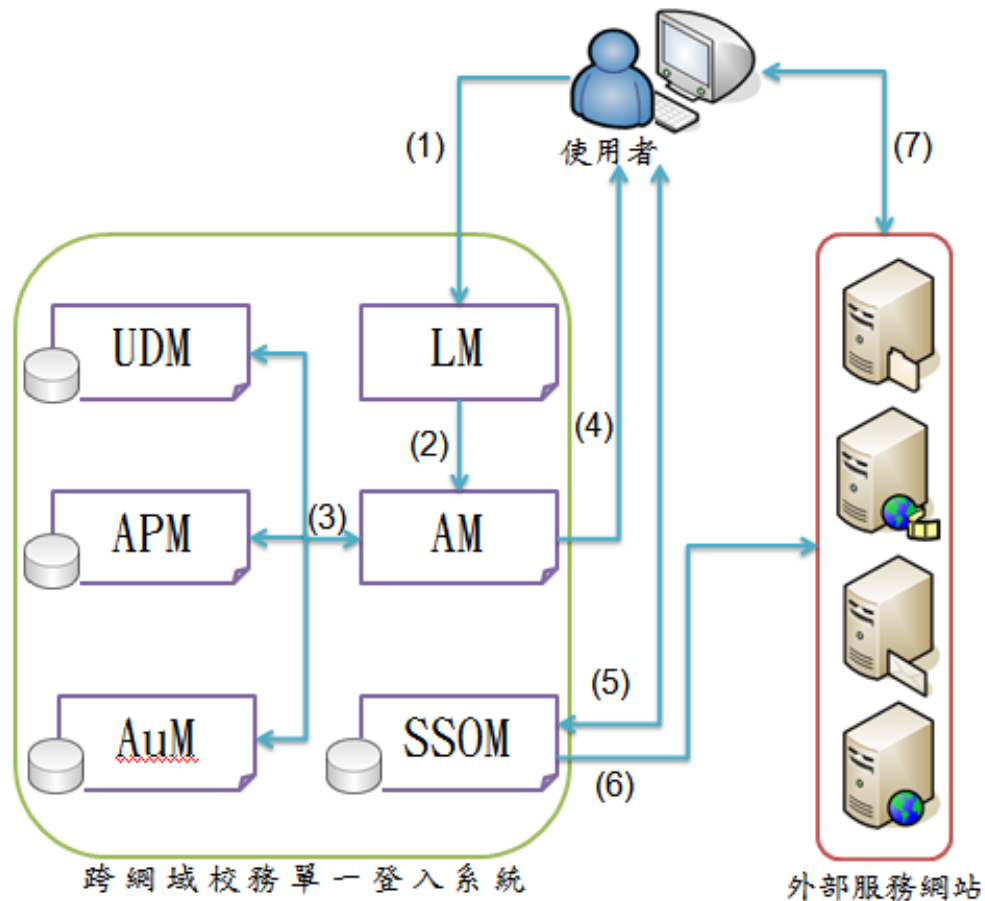 (1)
使用者
(7)
UDM
LM
(2)
(4)
APM
(3)
AM
(5)
AuM
SSOM
(6)
跨網域校務單一登入系統
外部服務網站